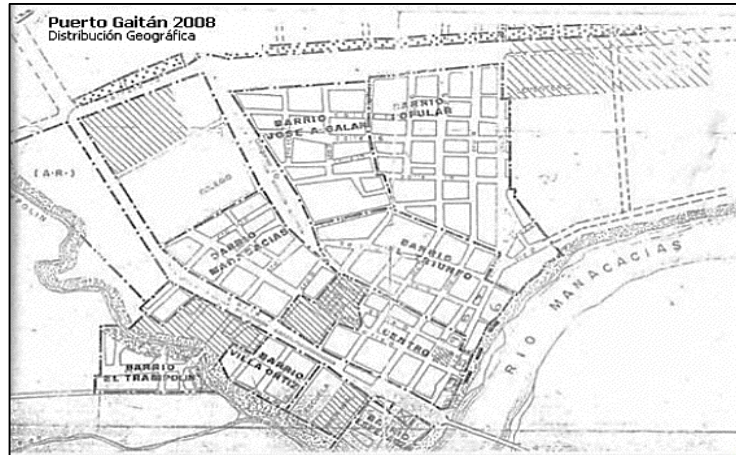 Puerto Gaitán 2008
Distribución Geográfica
BARRIO
JOSE A. GALAN
BARRIO
POPULAR
(A.R.)
BARRIO
MANACACIAS
BARRIO
EL TRIUNFO
RIO MANACACIAS
CENTRO
BARRIO
EL TRAMPOLIN
BARRIO
VILLA ORTIZ